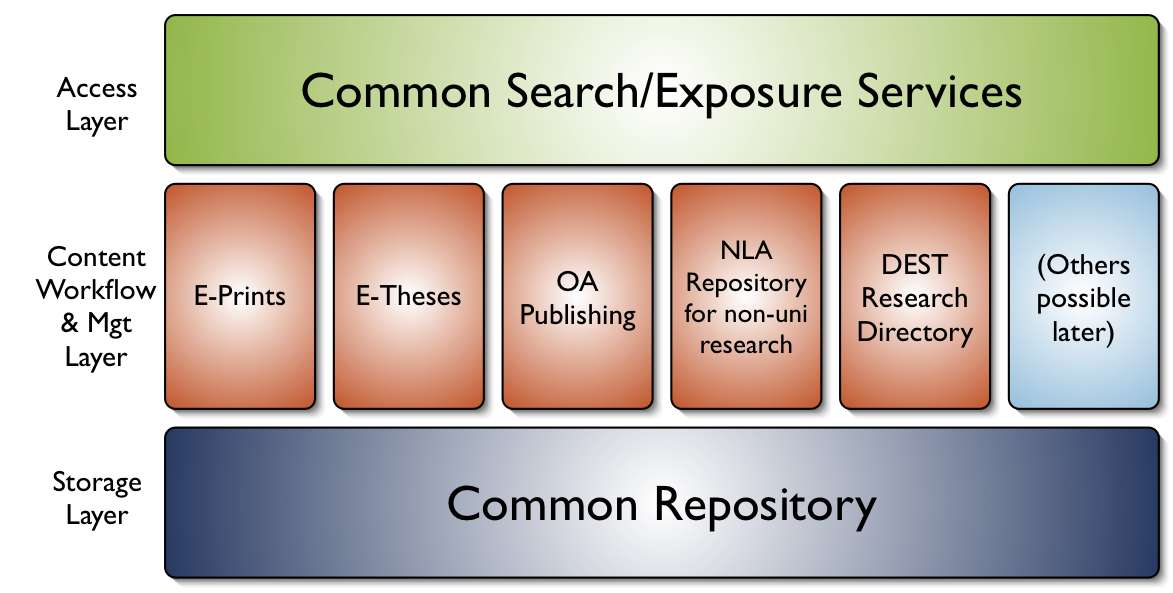 Access
Layer
Common Search/Exposure Services
Content
Workflow
& Mgt
Layer
E-Prints
E-Theses
OA
Publishing
NLA
Repository
for non-uni
research
DEST
Research
Directory
(Others
possible
later)
Storage
Layer
Common Repository